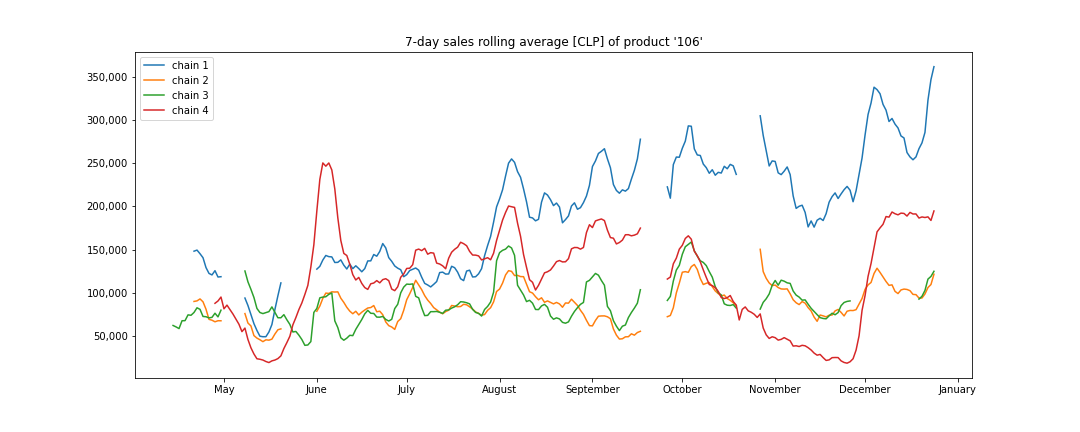 7-day sales rolling average [CLP] of product '106'
chain 1
chain 2
chain 3
chain 4
350,000
300,000
250,000
200,000
150,000
100,000
50,000
May June July August September October November December January